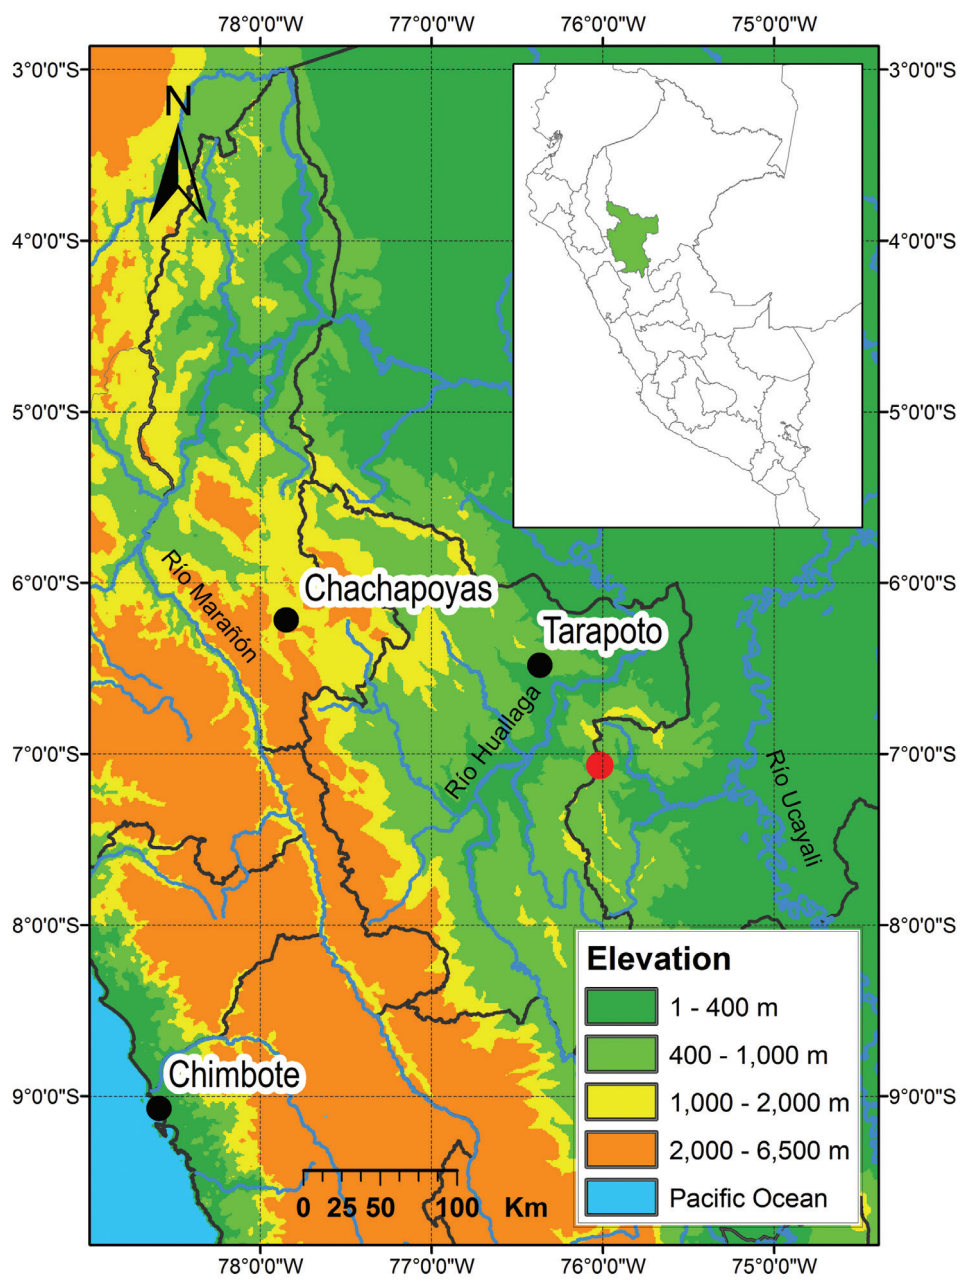 78°0'0"W 77°0'0"W 76°0'0"W 75°0'0"W
3°0'0"S 3°0'0"S
N
4°0'0"S 4°0'0"S
5°0'0"S 5°0'0"S
6°0'0"S 6°0'0"S
Río Marañón
Chachapoyas
Tarapoto
Río Huallaga
7°0'0"S 7°0'0"S
Río Ucayali
8°0'0"S 8°0'0"S
Elevation
1 - 400 m
400 - 1,000 m
1,000 - 2,000 m
2,000 - 6,500 m
Pacific Ocean
Chimbote
9°0'0"S 9°0'0"S
0 25 50 100 Km
78°0'0"W 77°0'0"W 76°0'0"W 75°0'0"W